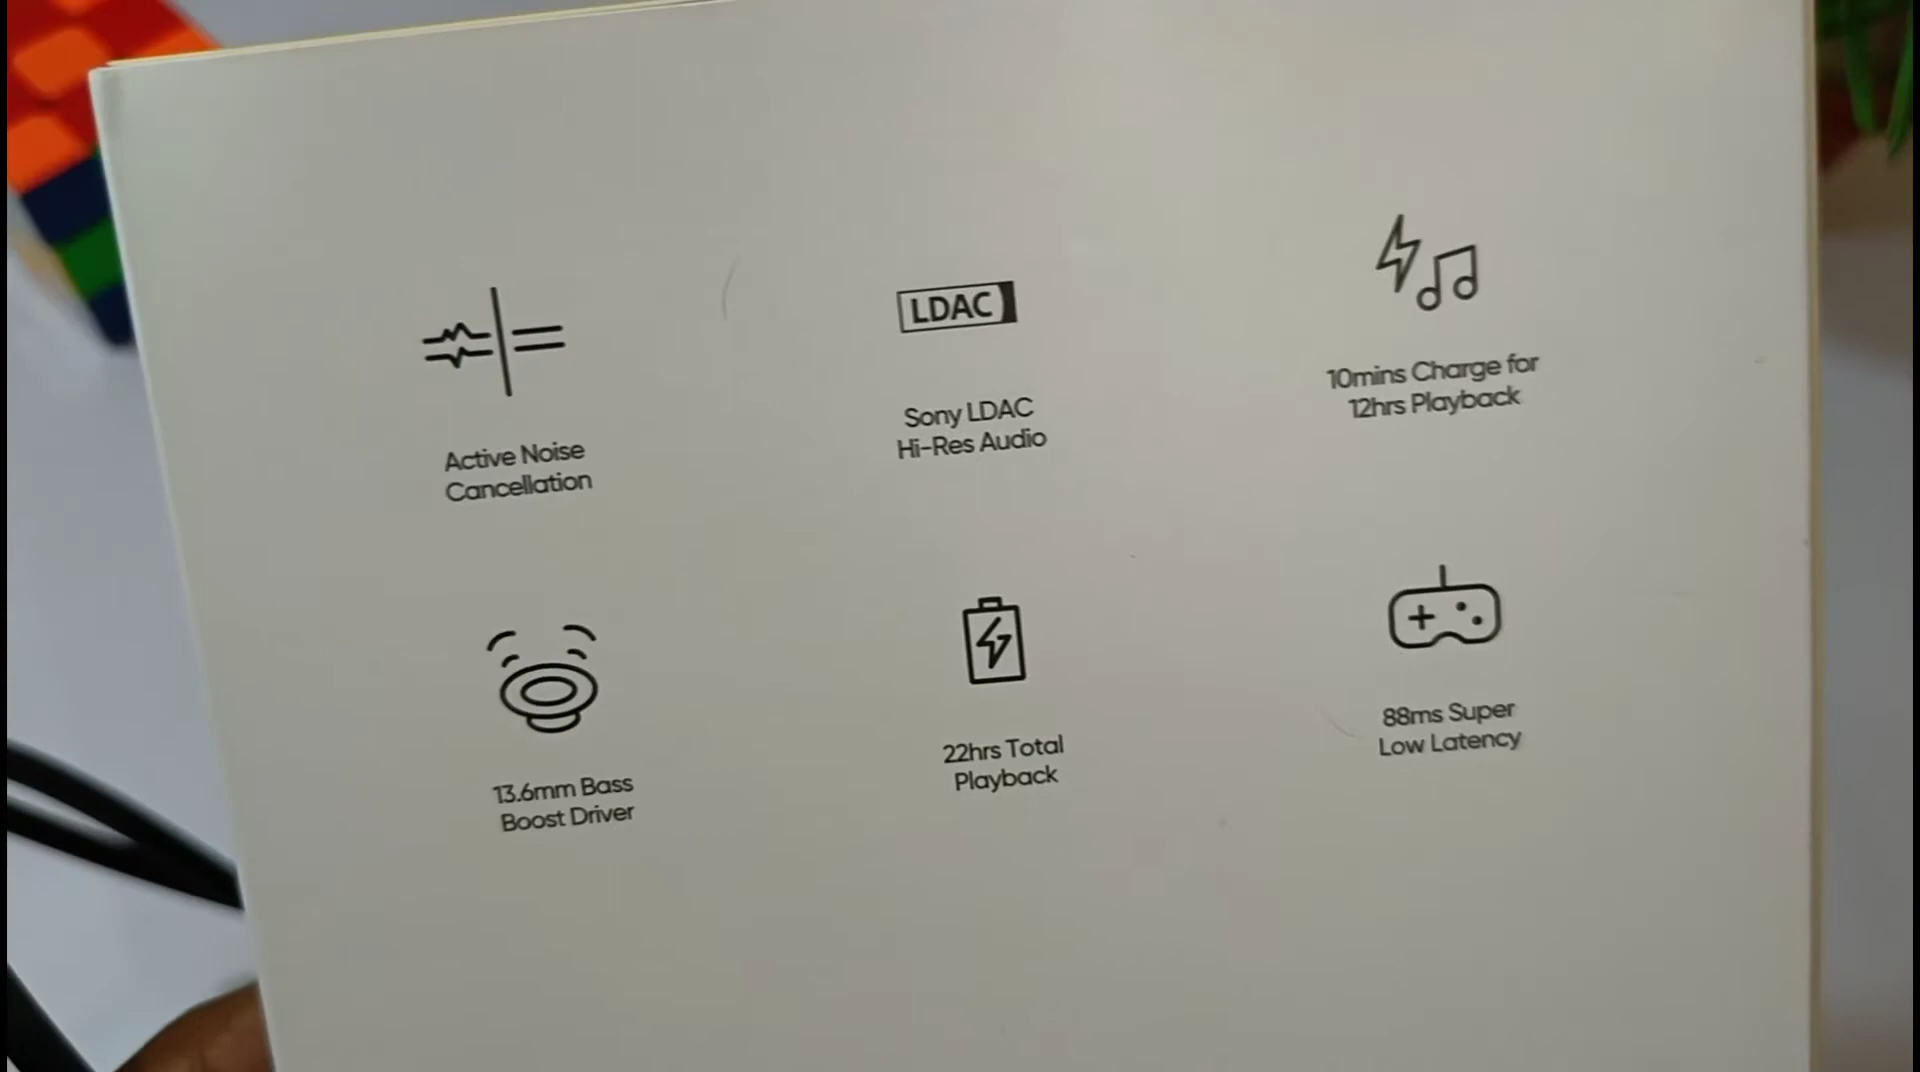 LDAC
Active Noise
Cancellation
Sony LDAC
Hi-Res Audio
10mins Charge for
12hrs Playback
13.6mm Bass
Boost Driver
22hrs Total
Playback
88ms Super
Low Latency